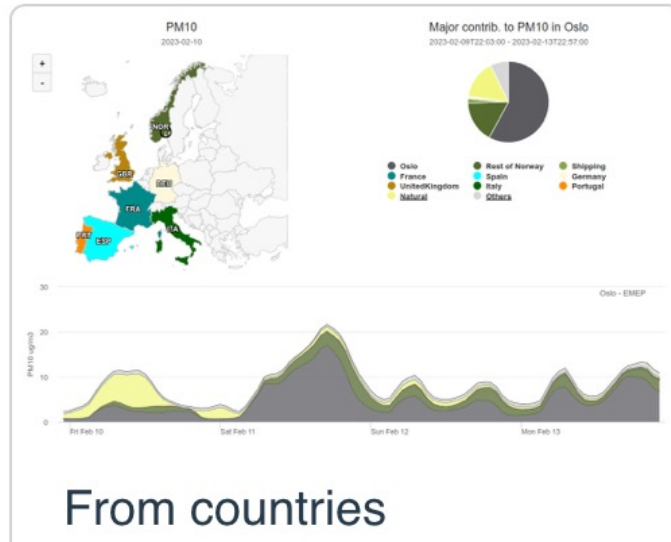 PM10
2023-02-10
+
-
NOR
GBR
DEU
FRA
ITA
PRT
ESP
Major contrib. to PM10 in Oslo
2023-02-09T22:03:00 - 2023-02-13T22:57:00
Oslo
Rest of Norway
Shipping
France
Spain
Germany
UnitedKingdom
Italy
Portugal
Natural
Others
Oslo - EMEP
PM10 ug/m3
30
20
10
0
Fri Feb 10
Sat Feb 11
Sun Feb 12
Mon Feb 13
From countries